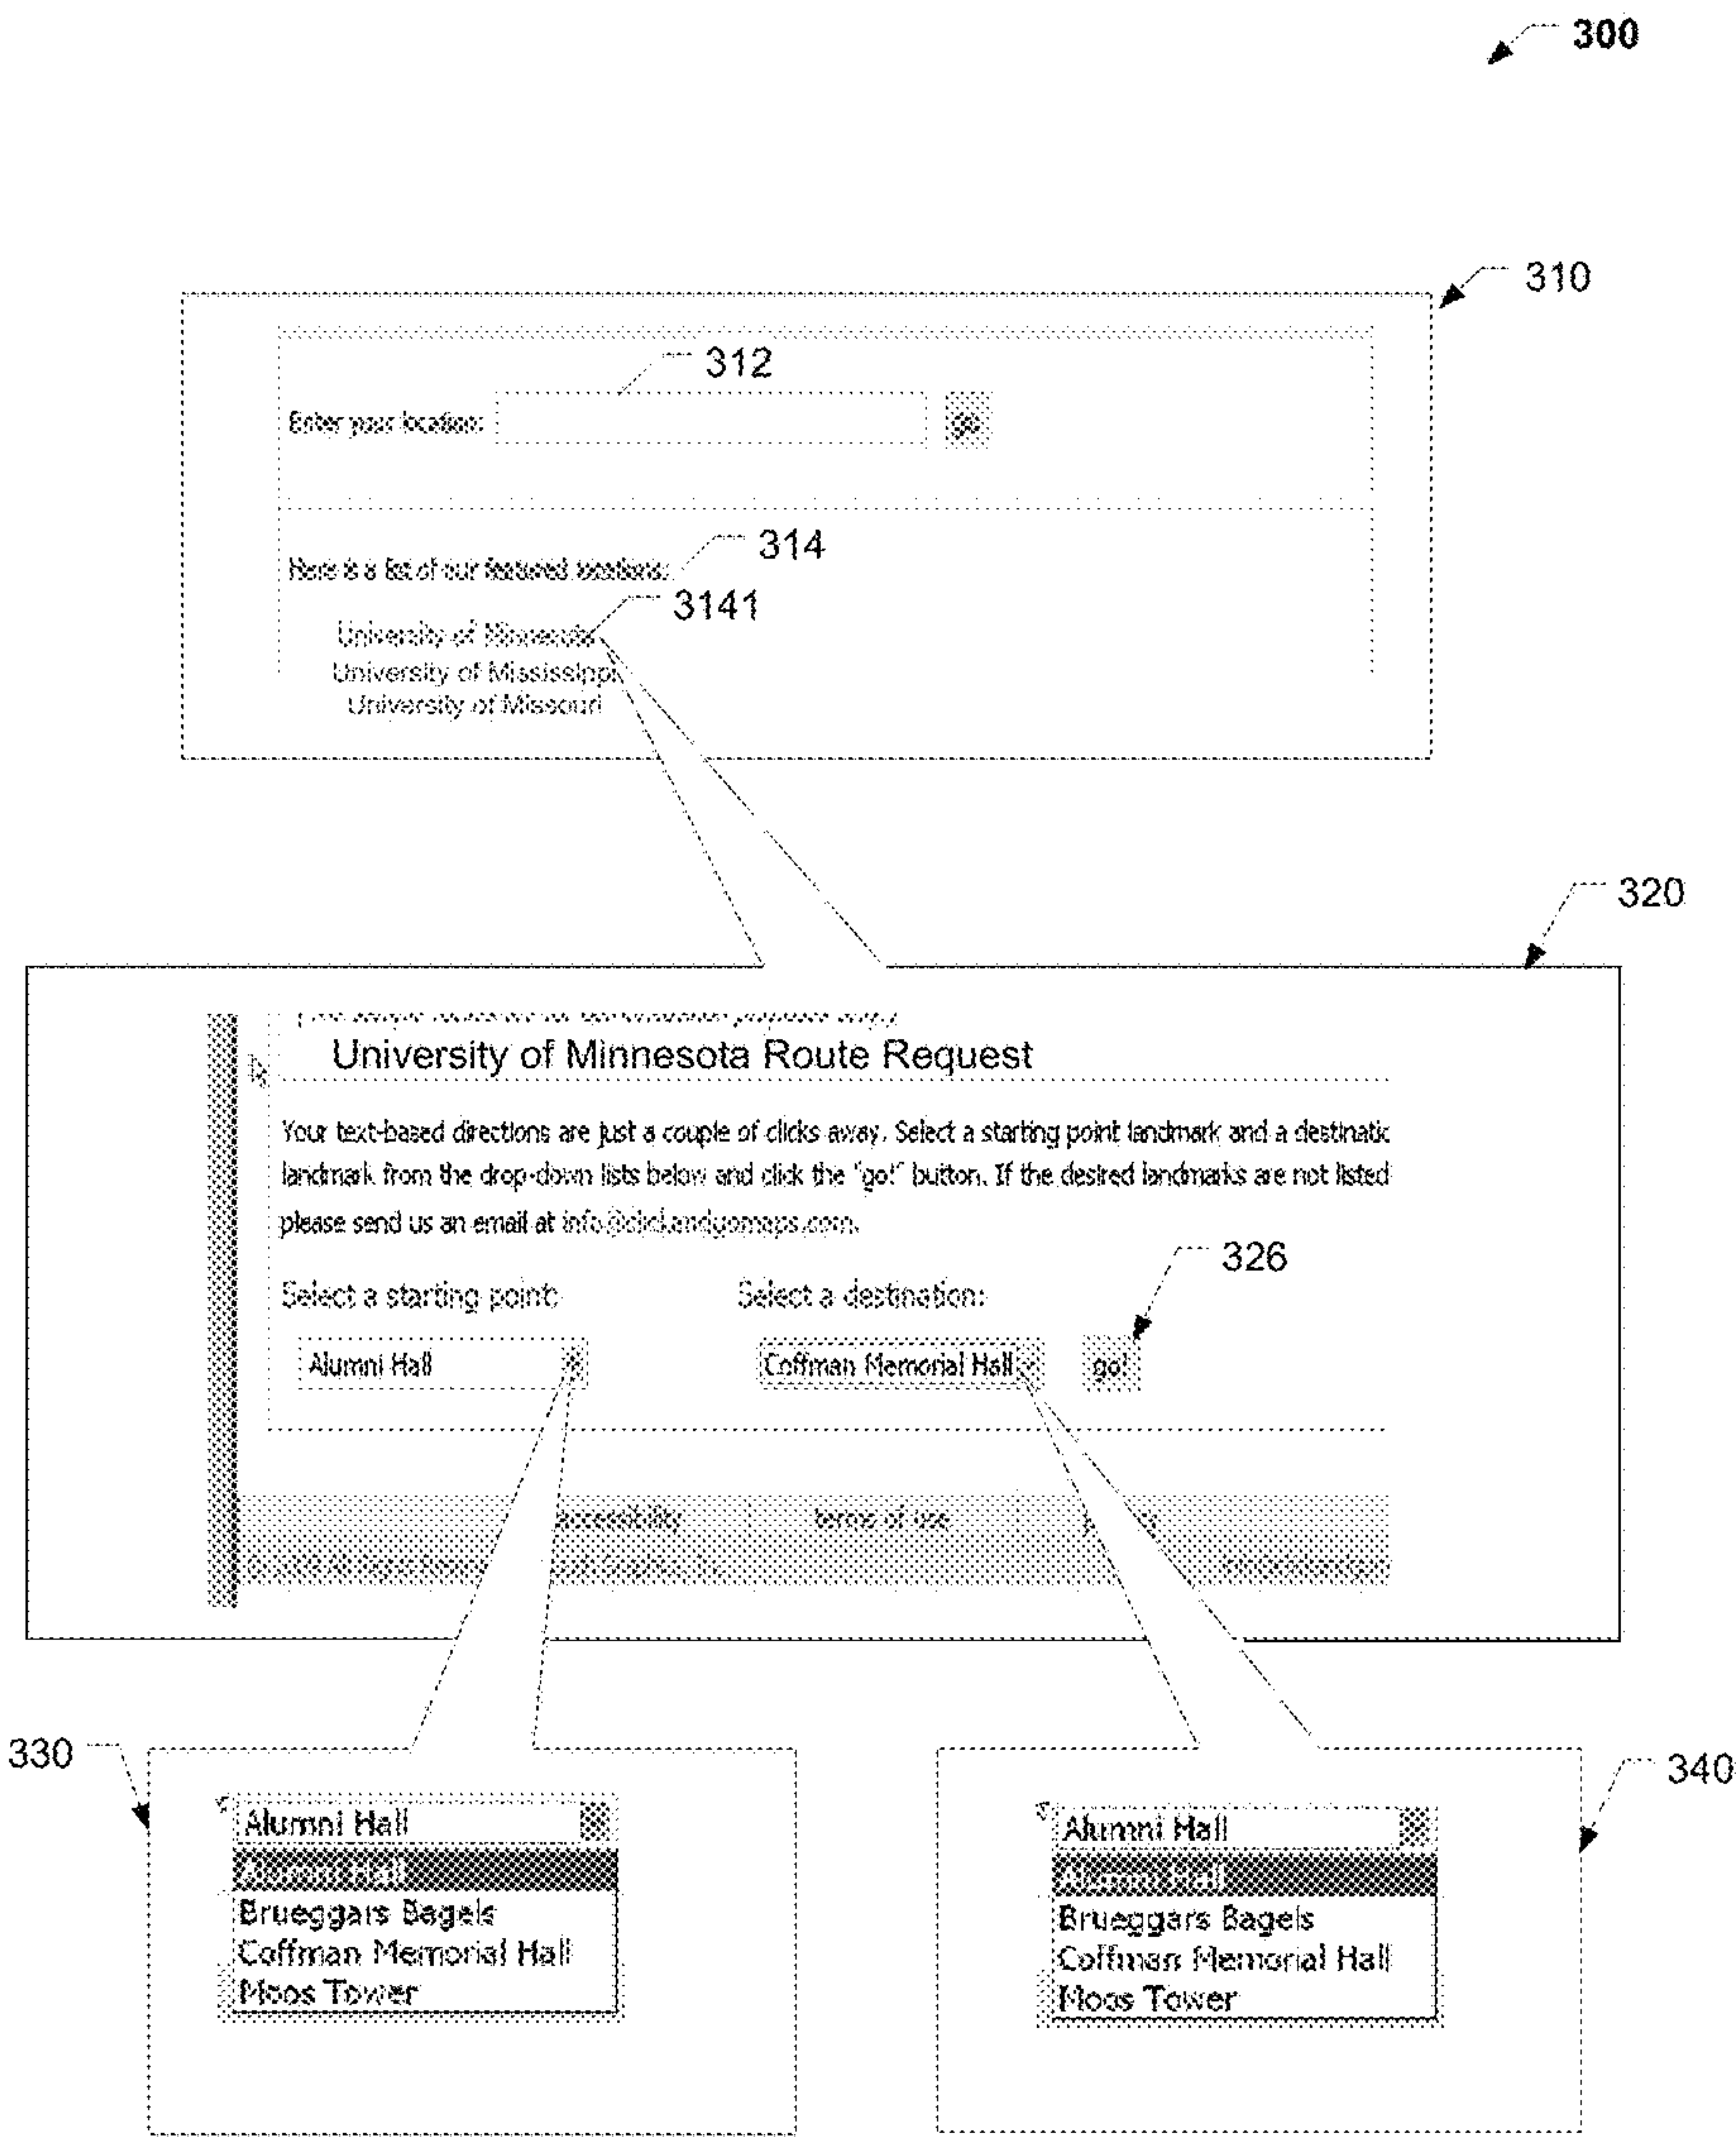 300
310
312
Enter your location:
go
314
Here is a list of our featured locations:
3141
University of Minnesota
University of Mississippi
University of Missouri
320
University of Minnesota Route Request
Your text-based directions are just a couple of clicks away. Select a starting point landmark and a destinatic
landmark from the drop-down lists below and click the "go!" button. If the desired landmarks are not listed
please send us an email at info@clickandgomaps.com.
326
Select a starting point: Select a destination:
Alumni Hall Coffman Memorial Hall go!
accessibility terms of use
330
340
Alumni Hall
Alumni Hall
Brueggars Bagels
Coffman Memorial Hall
Moos Tower
Alumni Hall
Alumni Hall
Brueggars Bagels
Coffman Memorial Hall
Moos Tower